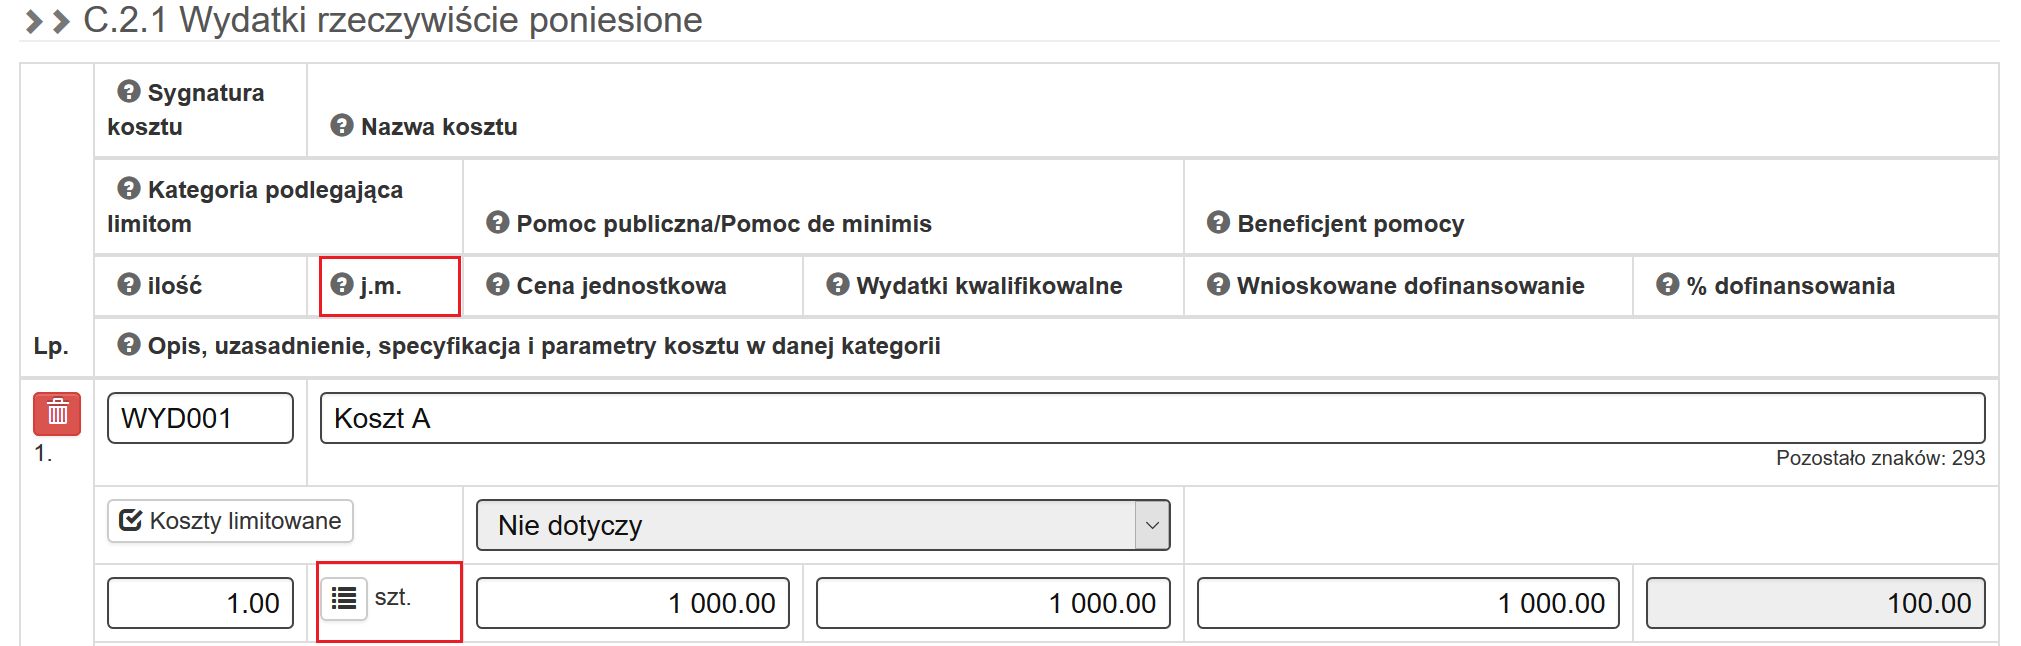 C.2.1 Wydatki rzeczywiście poniesione
Sygnatura
kosztu
Nazwa kosztu
Kategoria podlegająca
limitom
Pomoc publiczna/Pomoc de minimis
Beneficjent pomocy
ilość
j.m.
Cena jednostkowa
Wydatki kwalifikowalne
Wnioskowane dofinansowanie
% dofinansowania
Lp.
Opis, uzasadnienie, specyfikacja i parametry kosztu w danej kategorii
1.
WYD001
Koszt A
Pozostało znaków: 293
Koszty limitowane
Nie dotyczy
1.00
szt.
1 000.00
1 000.00
1 000.00
100.00